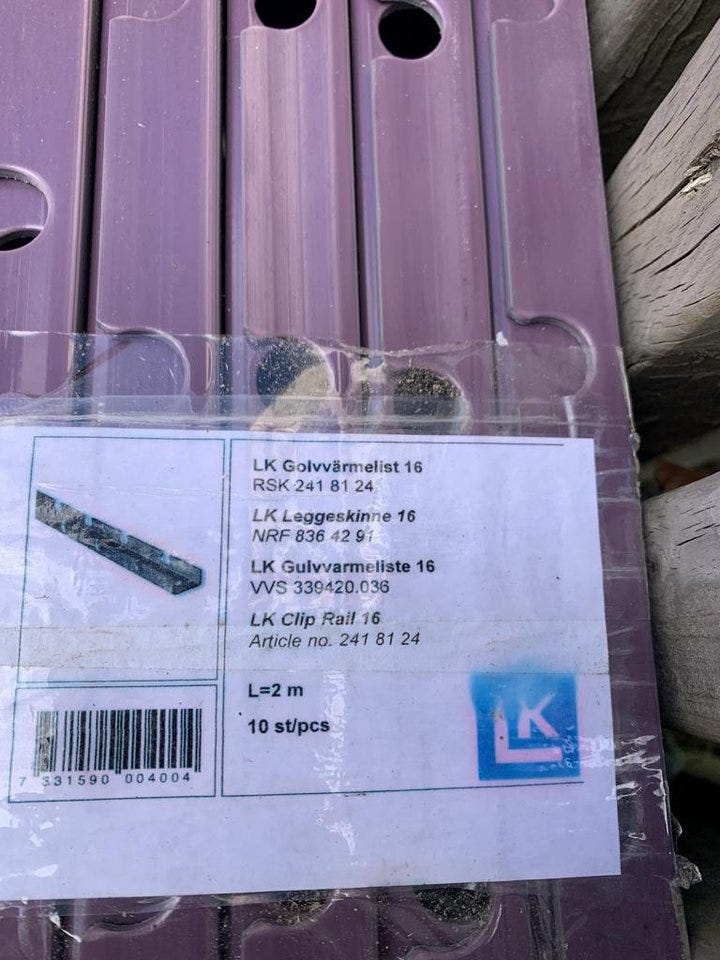 LK Golvvärmelist 16
RSK 241 81 24
LK Leggeskinne 16
NRF 836 42 91
LK Gulvvarmeliste 16
VVS 339420.036
LK Clip Rail 16
Article no. 241 81 24
L=2 m
10 st/pcs
LK
7 331590 004004